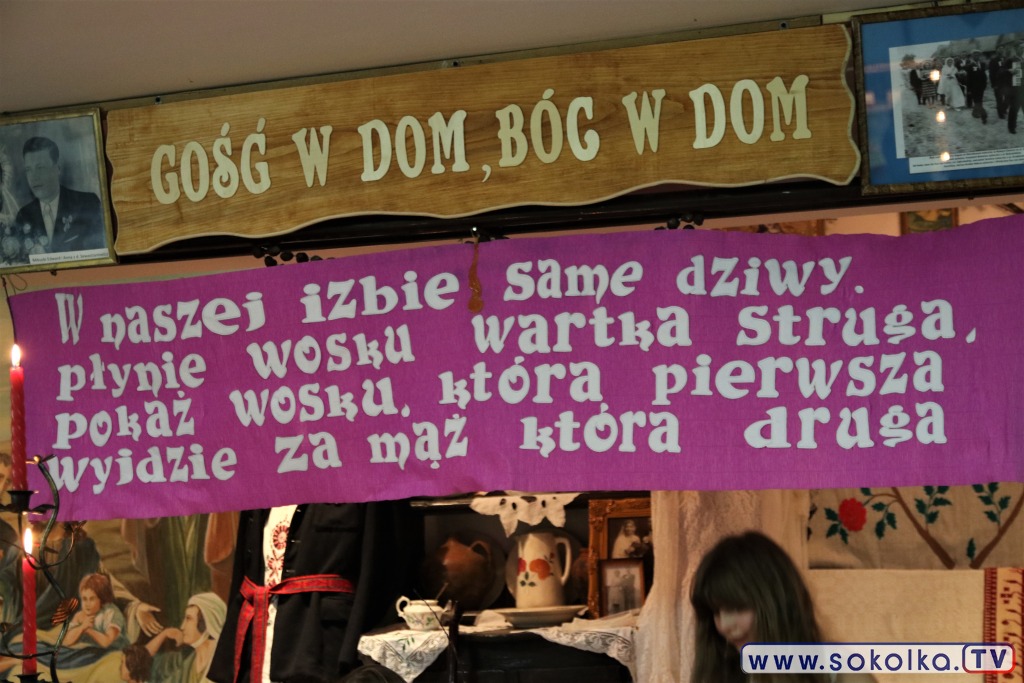 GOŚĆ W DOM, BÓG W DOM
W naszej izbie same dziwy.
płynie wosku wartka struga,
pokaż wosku, która pierwsza
wyjdzie za mąż która druga
www.sokolka.TV